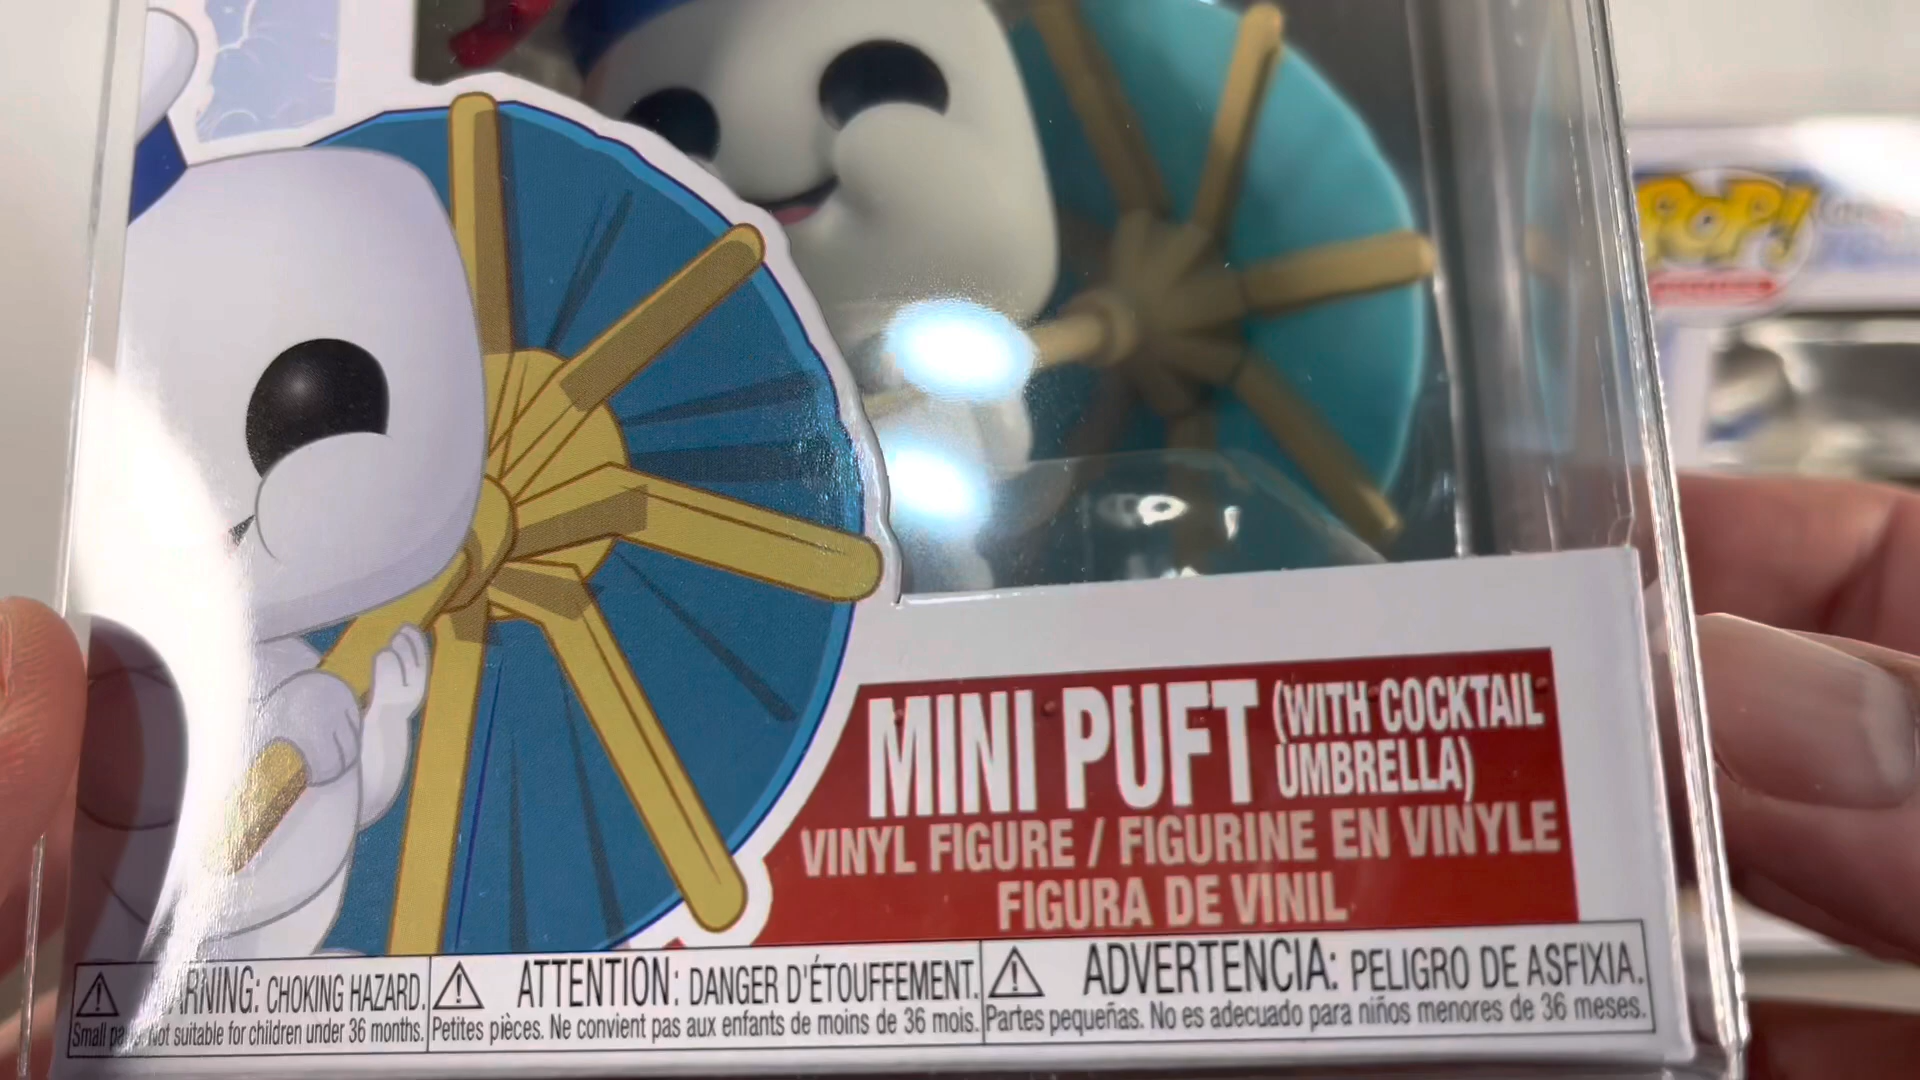 POP!
MINI PUFT (WITH COCKTAIL
UMBRELLA)
VINYL FIGURE / FIGURINE EN VINYLE
FIGURA DE VINIL
RNING: CHOKING HAZARD.
Small pa Not suitable for children under 36 months.
ATTENTION: DANGER D'ÉTOUFFEMENT.
Petites pièces. Ne convient pas aux enfants de moins de 36 mois.
ADVERTENCIA: PELIGRO DE ASFIXIA.
Partes pequeñas. No es adecuado para niños menores de 36 meses.